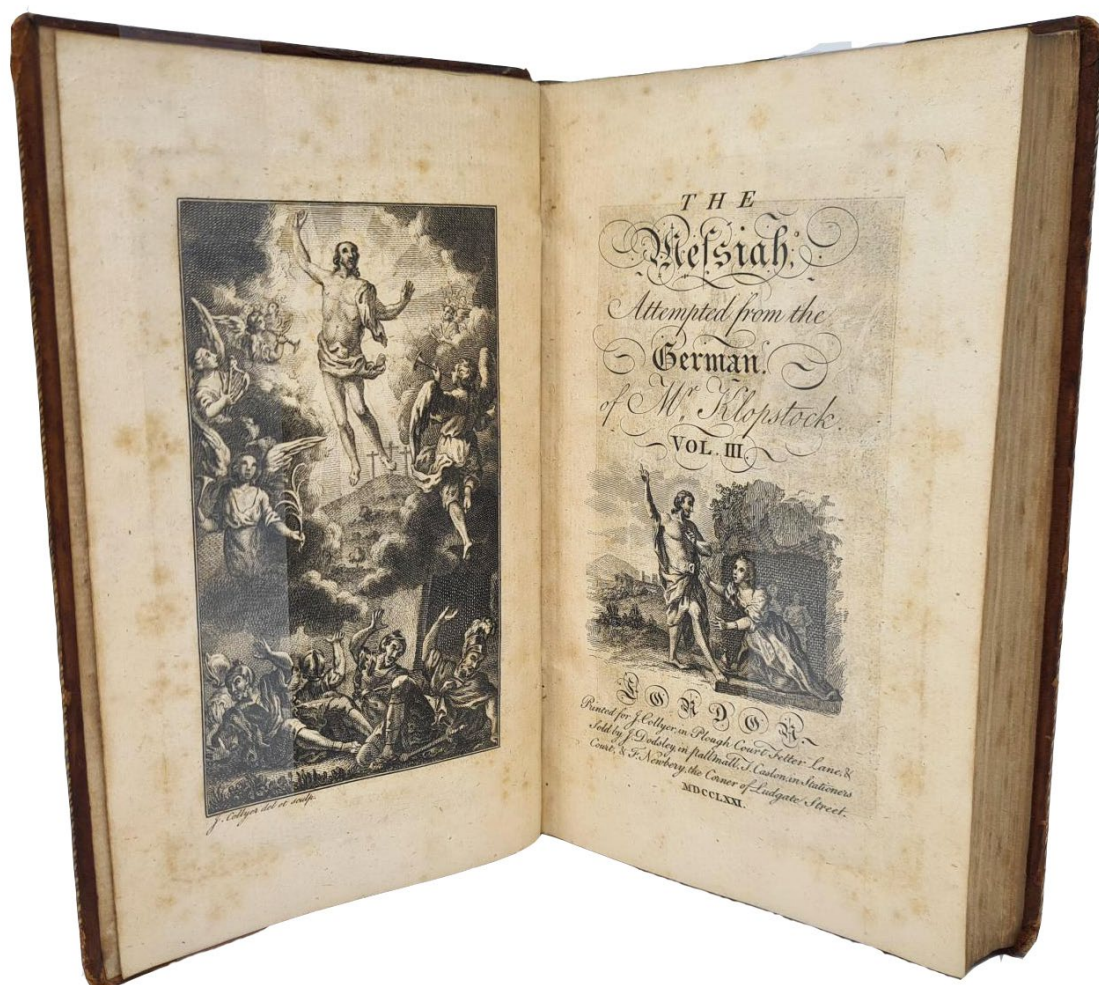 J. Collyer del et sculp.
THE
Meſsiah;
Attempted from the
German.
of Mr. Klopstock.
VOL. III.
LONDON.
Printed for J. Collyer, in Plough Court Fetter Lane, &
Sold by J. Dodsley, in Pallmall, T. Caslon, in Stationers
Court, & F. Newbery, the Corner of Ludgate Street.
MDCCLXXI.